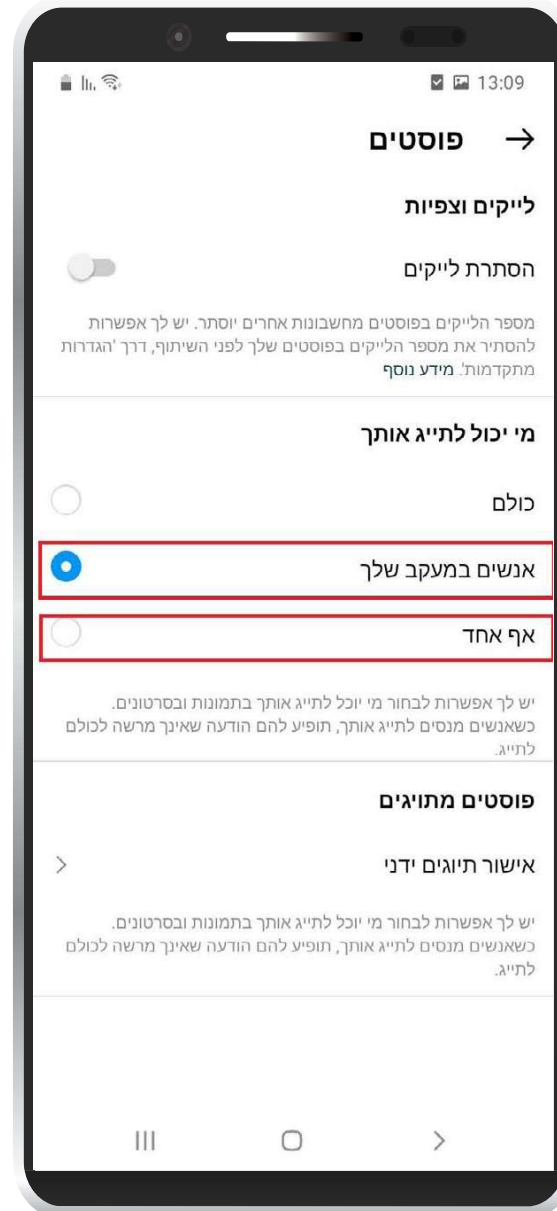 13:09
פוסטים
לייקים וצפיות
הסתרת לייקים
מספר הלייקים בפוסטים מחשבונות אחרים יוסתר. יש לך אפשרות
להסתיר את מספר הלייקים בפוסטים שלך לפני השיתוף, דרך 'הגדרות
מתקדמות'. מידע נוסף
מי יכול לתייג אותך
כולם
אנשים במעקב שלך
אף אחד
יש לך אפשרות לבחור מי יוכל לתייג אותך בתמונות ובסרטונים.
כשאנשים מנסים לתייג אותך, תופיע להם הודעה שאינך מרשה לכולם
לתייג.
פוסטים מתויגים
אישור תיוגים ידני
יש לך אפשרות לבחור מי יוכל לתייג אותך בתמונות ובסרטונים.
כשאנשים מנסים לתייג אותך, תופיע להם הודעה שאינך מרשה לכולם
לתייג.